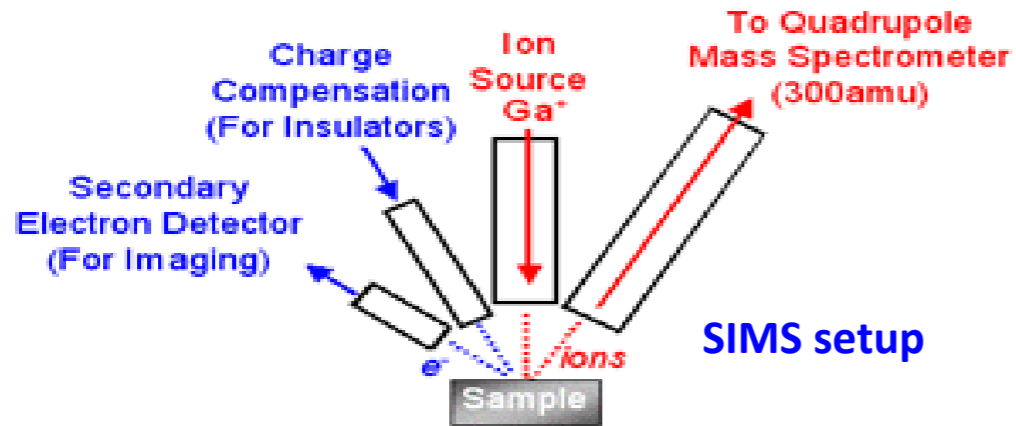 To Quadrupole
Mass Spectrometer
(300amu)
Ion
Source
Ga⁺
Charge
Compensation
(For Insulators)
Secondary
Electron Detector
(For Imaging)
e⁻
ions
SIMS setup
Sample